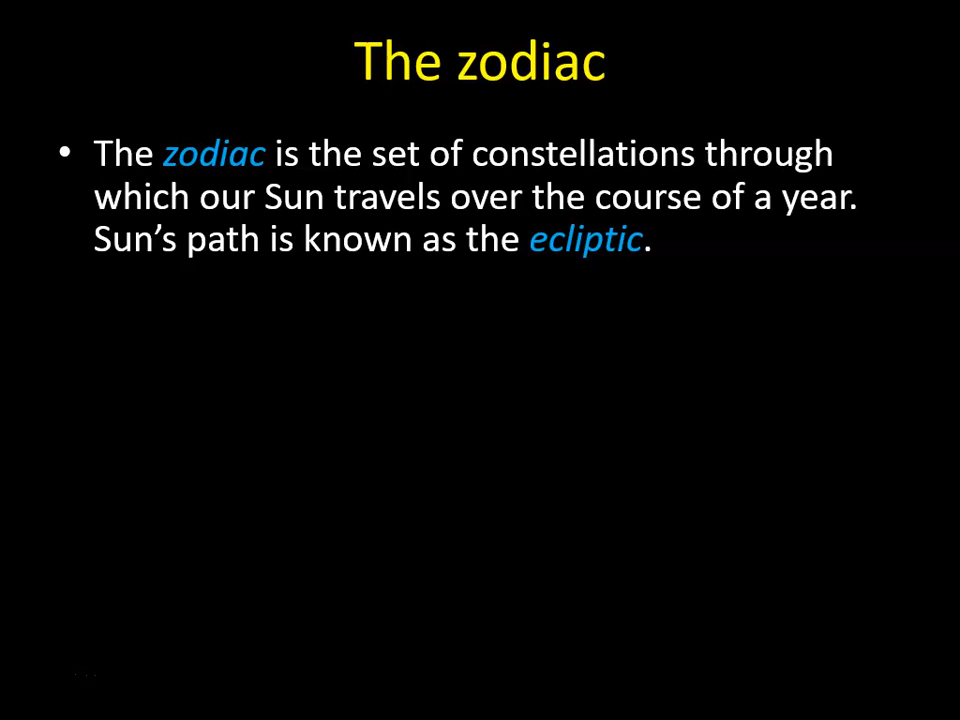 The zodiac
• The zodiac is the set of constellations through
which our Sun travels over the course of a year.
Sun’s path is known as the ecliptic.